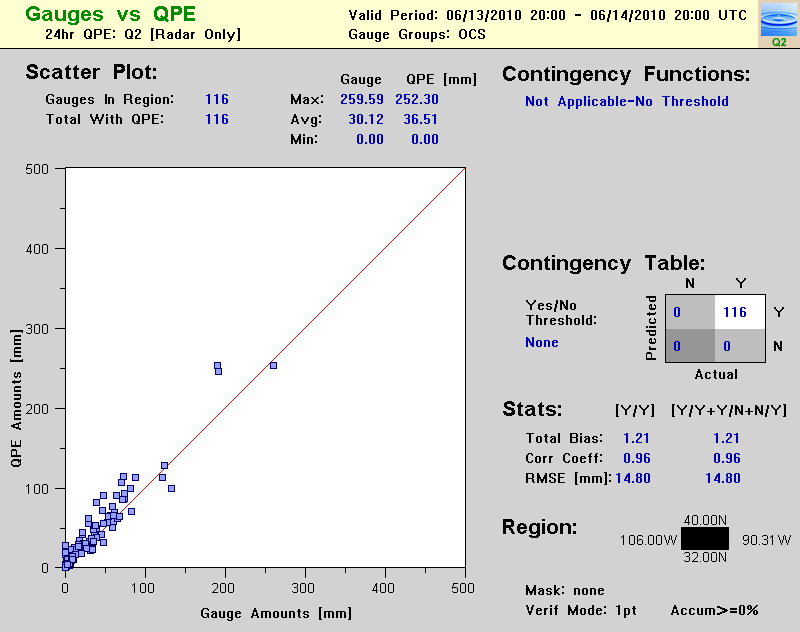 Gauges vs QPE
24hr QPE: Q2 [Radar Only]
Valid Period: 06/13/2010 20:00 - 06/14/2010 20:00 UTC
Gauge Groups: OCS
Q2
Scatter Plot:
Gauges In Region: 116
Total With QPE: 116
Gauge QPE [mm]
Max: 259.59 252.30
Avg: 30.12 36.51
Min: 0.00 0.00
500
400
300
200
100
0
QPE Amounts [mm]
0 100 200 300 400 500
Gauge Amounts [mm]
Contingency Functions:
Not Applicable-No Threshold
Contingency Table:
Yes/No
Threshold:
None
N Y
Predicted
0 116 Y
0 0 N
Actual
Stats: [Y/Y] [Y/Y+Y/N+N/Y]
Total Bias: 1.21 1.21
Corr Coeff: 0.96 0.96
RMSE [mm]: 14.80 14.80
Region:
40.00N
106.00W 90.31W
32.00N
Mask: none
Verif Mode: 1pt Accum>=0%